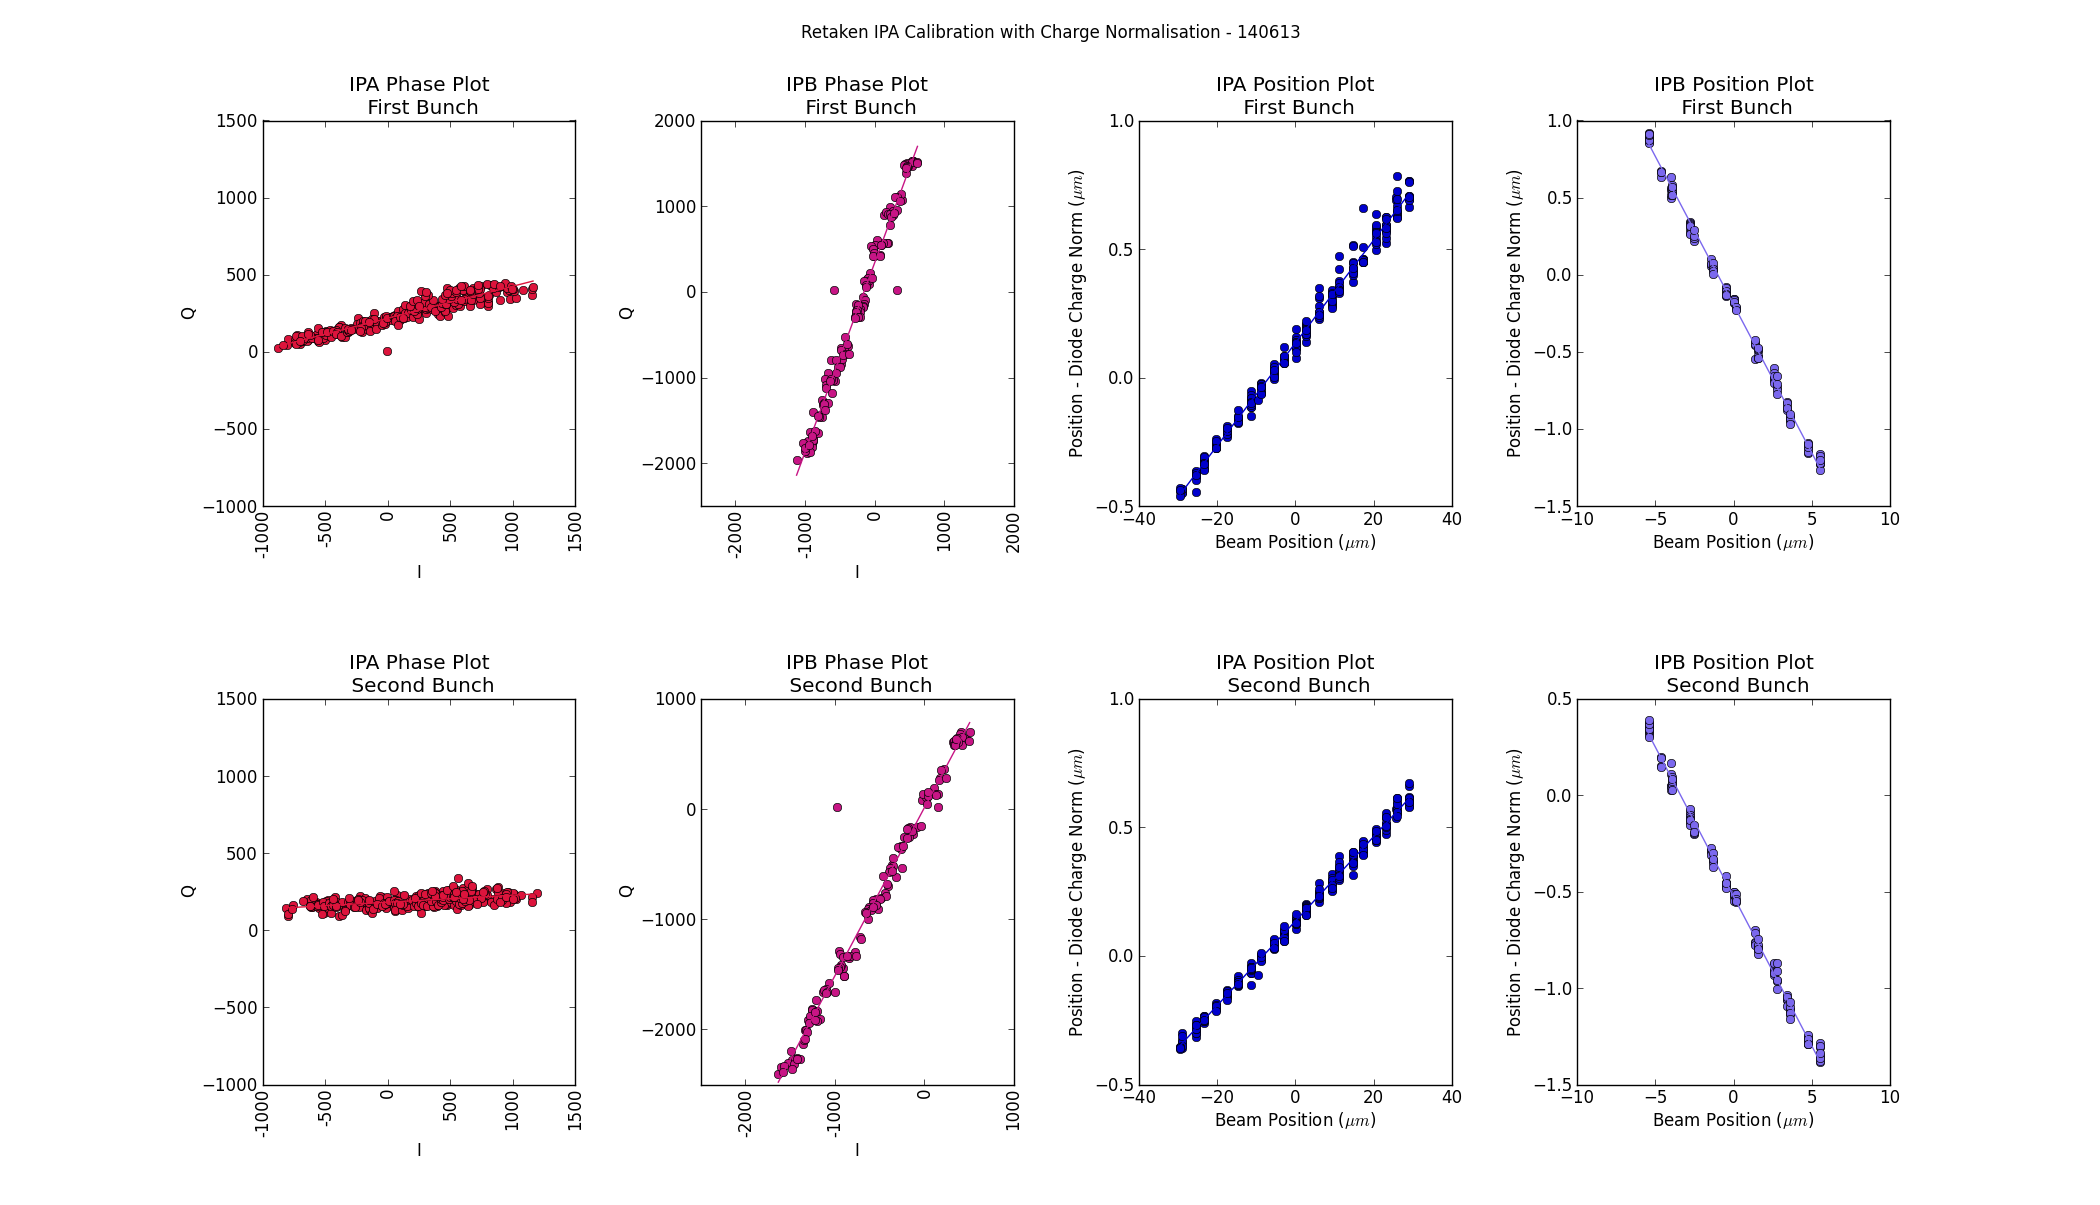 Retaken IPA Calibration with Charge Normalisation - 140613
IPA Phase Plot
First Bunch
1500
1000
500
0
−500
−1000
Q
-1000
-500
0
500
1000
1500
I
IPB Phase Plot
First Bunch
2000
1000
0
−1000
−2000
Q
-2000
-1000
0
1000
2000
I
IPA Position Plot
First Bunch
1.0
0.5
0.0
−0.5
Position - Diode Charge Norm (μm)
−40
−20
0
20
40
Beam Position (μm)
IPB Position Plot
First Bunch
1.0
0.5
0.0
−0.5
−1.0
−1.5
Position - Diode Charge Norm (μm)
−10
−5
0
5
10
Beam Position (μm)
IPA Phase Plot
Second Bunch
1500
1000
500
0
−500
−1000
Q
-1000
-500
0
500
1000
1500
I
IPB Phase Plot
Second Bunch
1000
0
−1000
−2000
Q
-2000
-1000
0
1000
I
IPA Position Plot
Second Bunch
1.0
0.5
0.0
−0.5
Position - Diode Charge Norm (μm)
−40
−20
0
20
40
Beam Position (μm)
IPB Position Plot
Second Bunch
0.5
0.0
−0.5
−1.0
−1.5
Position - Diode Charge Norm (μm)
−10
−5
0
5
10
Beam Position (μm)